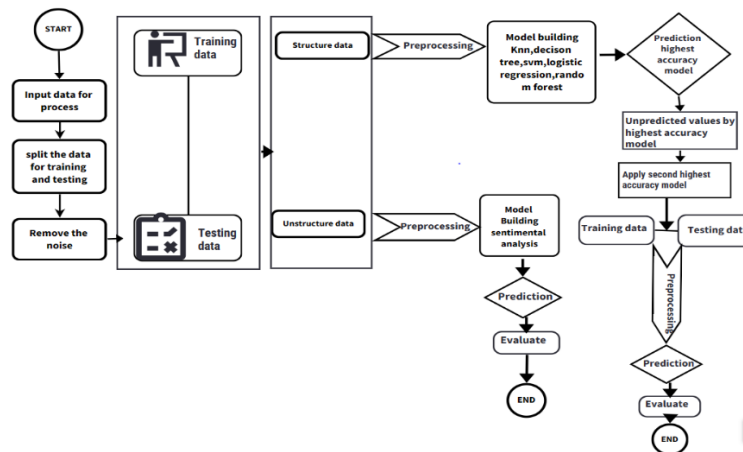 START
Input data for
process
split the data
for training
and testing
Remove the
noise
Training
data
Testing
data
Structure data
Preprocessing
Model building
Knn,decison
tree,svm,logistic
regression,rando
m forest
Prediction
highest
accuracy
model
Unpredicted values by
highest accuracy
model
Apply second highest
accuracy model
Training data
Testing dat
Preprocessing
Prediction
Evaluate
END
Unstructure data
Preprocessing
Model
Building
sentimental
analysis
Prediction
Evaluate
END